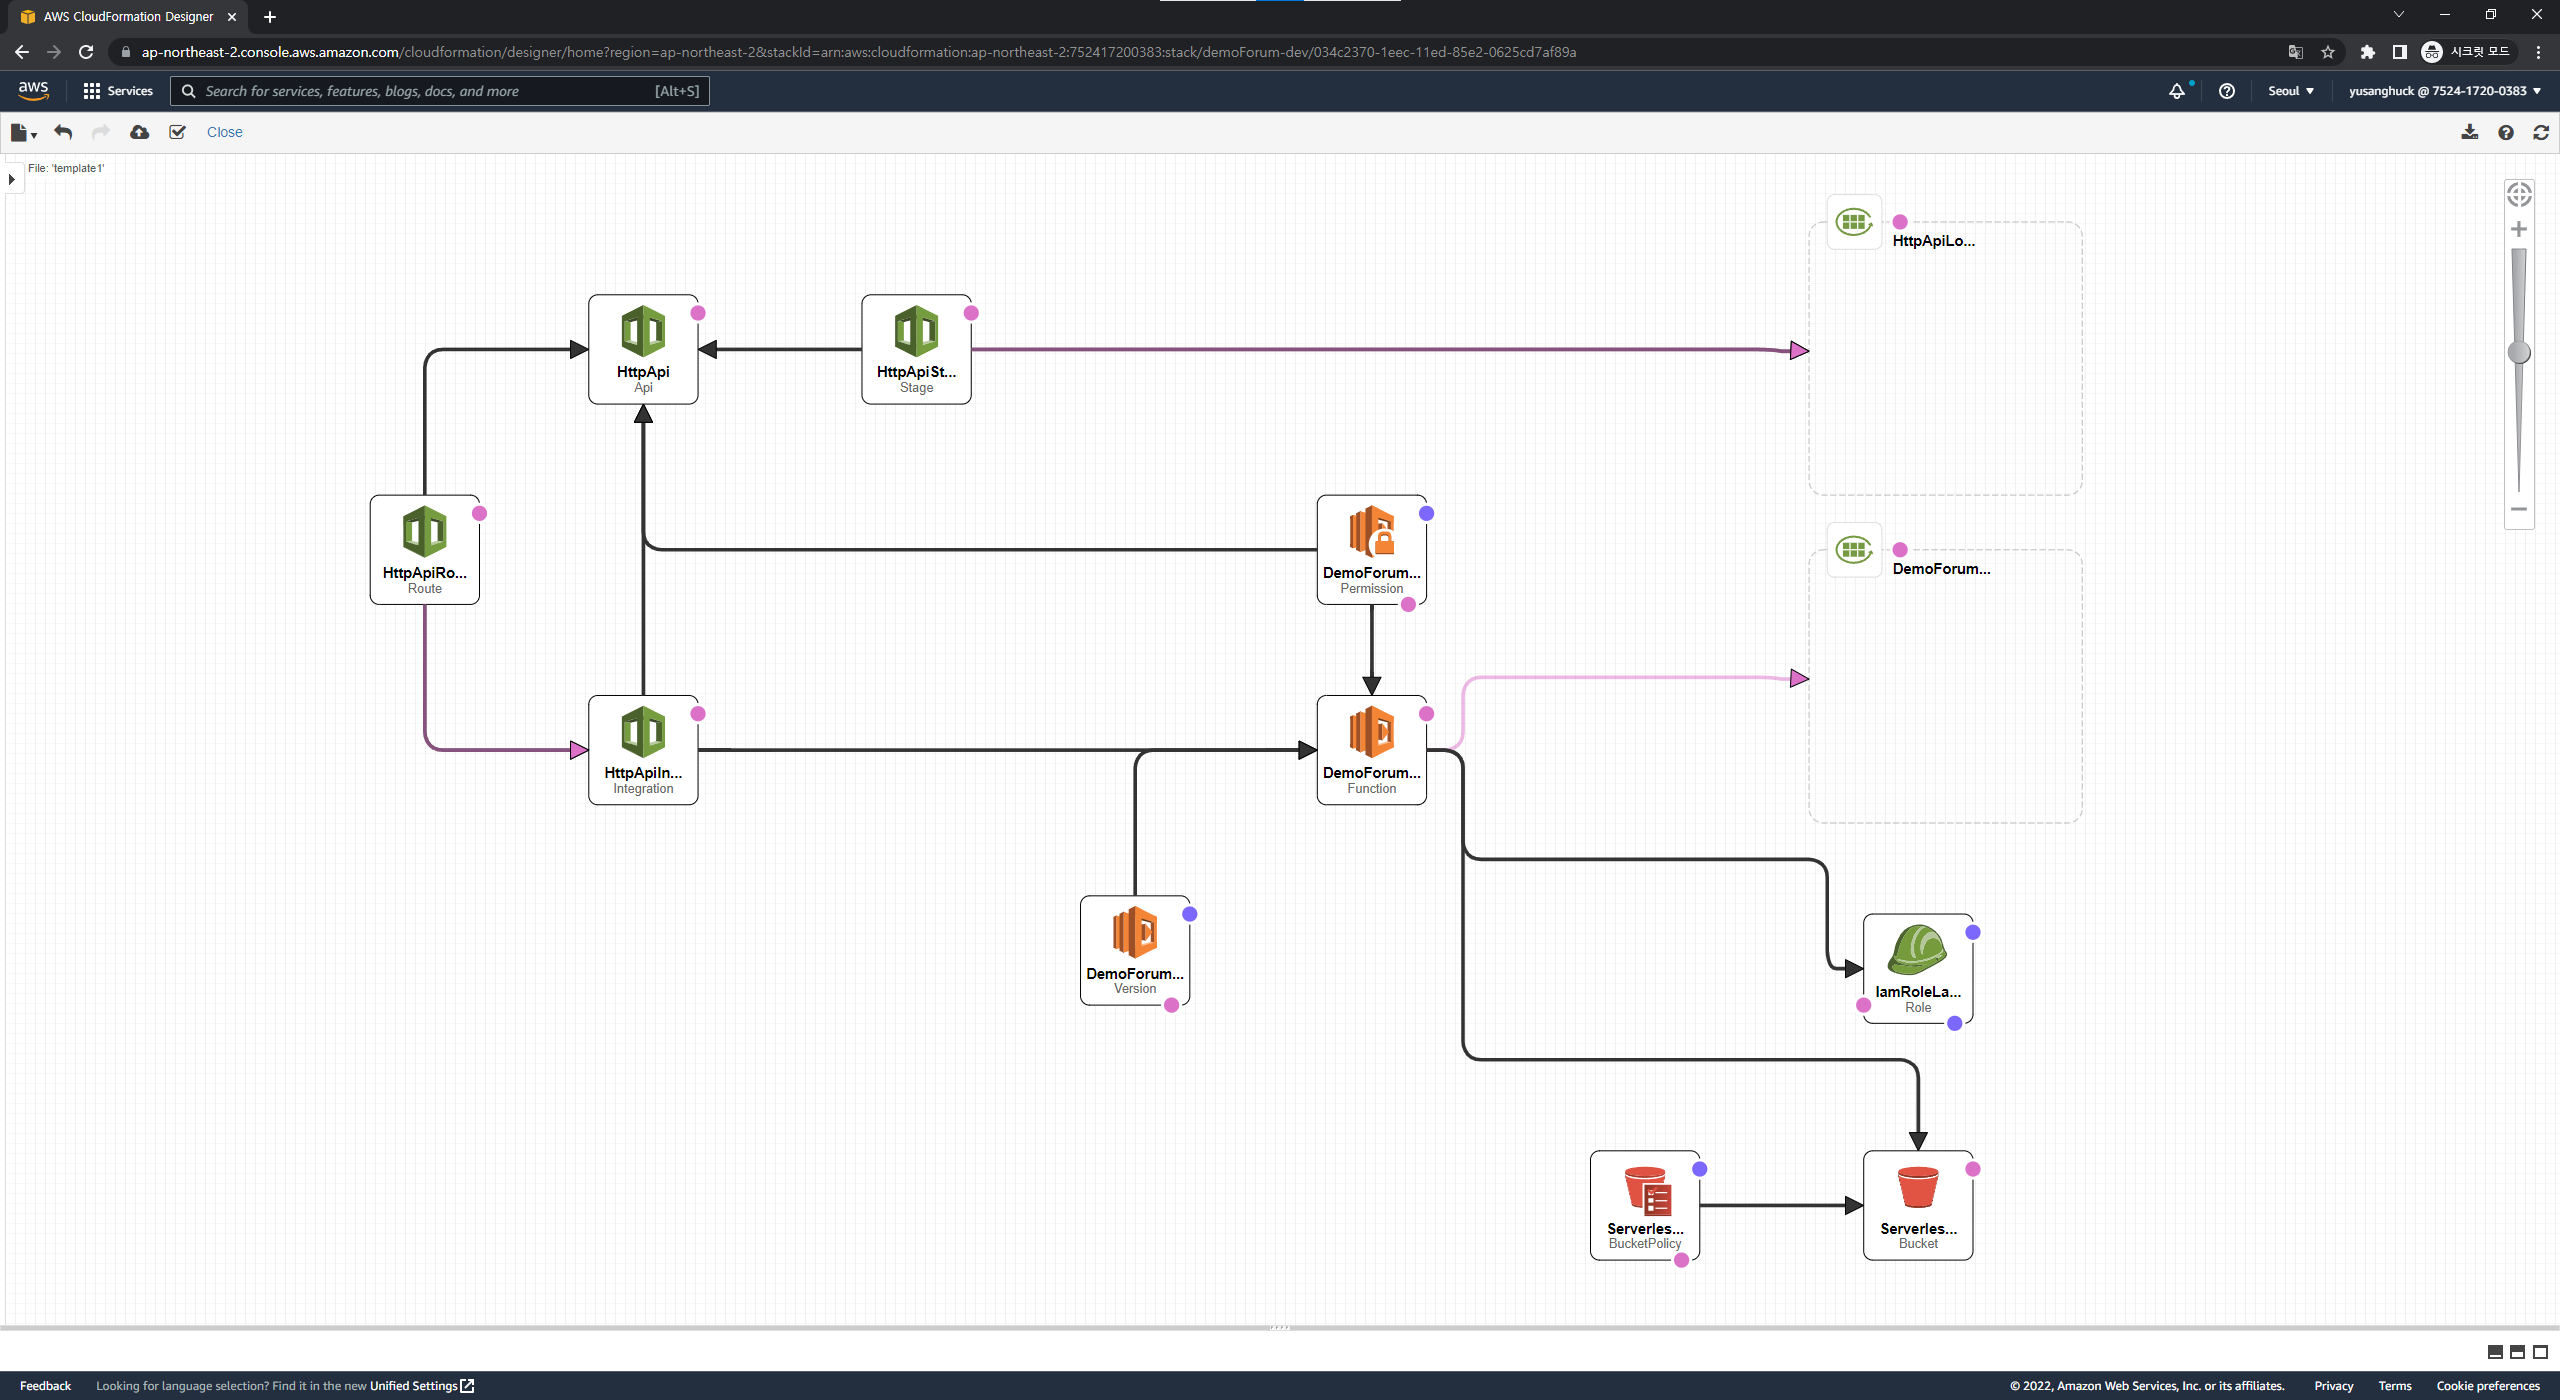 AWS CloudFormation Designer
ap-northeast-2.console.aws.amazon.com/cloudformation/designer/home?region=ap-northeast-2&stackId=arn:aws:cloudformation:ap-northeast-2:752417200383:stack/demoForum-dev/034c2370-1eec-11ed-85e2-0625cd7af89a
시크릿 모드
aws
Services
Search for services, features, blogs, docs, and more
[Alt+S]
Seoul
yusanghuck @ 7524-1720-0383
Close
File: 'template1'
HttpApiLo...
HttpApi
Api
HttpApiSt...
Stage
HttpApiRo...
Route
DemoForum...
Permission
DemoForum...
HttpApiIn...
Integration
DemoForum...
Function
DemoForum...
Version
IamRoleLa...
Role
Serverles...
BucketPolicy
Serverles...
Bucket
Feedback
Looking for language selection? Find it in the new Unified Settings
© 2022, Amazon Web Services, Inc. or its affiliates.
Privacy
Terms
Cookie preferences